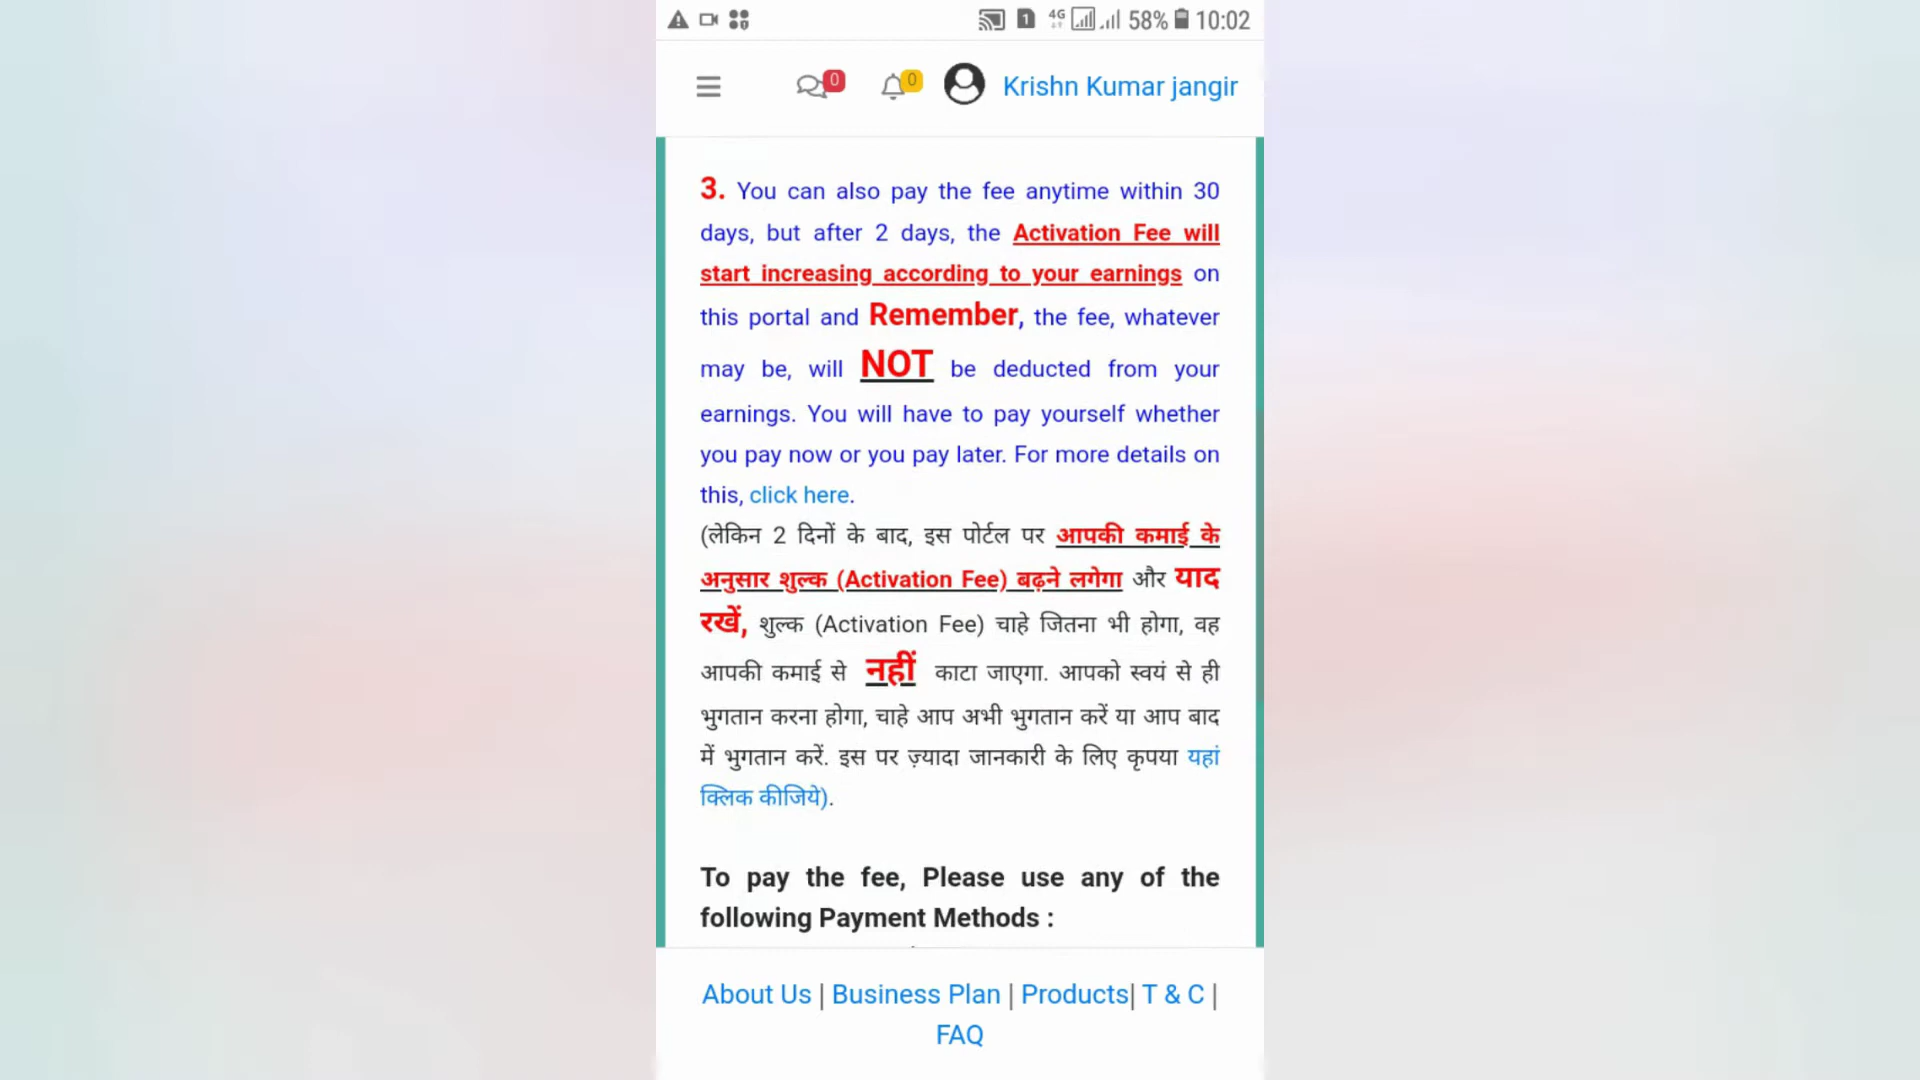 1 4G 58% 10:02
0 0 Krishn Kumar jangir
3. You can also pay the fee anytime within 30
days, but after 2 days, the Activation Fee will
start increasing according to your earnings on
this portal and Remember, the fee, whatever
may be, will NOT be deducted from your
earnings. You will have to pay yourself whether
you pay now or you pay later. For more details on
this, click here.
(लेकिन 2 दिनों के बाद, इस पोर्टल पर आपकी कमाई के
अनुसार शुल्क (Activation Fee) बढ़ने लगेगा और याद
रखें, शुल्क (Activation Fee) चाहे जितना भी होगा, वह
आपकी कमाई से नहीं काटा जाएगा. आपको स्वयं से ही
भुगतान करना होगा, चाहे आप अभी भुगतान करें या आप बाद
में भुगतान करें. इस पर ज़्यादा जानकारी के लिए कृपया यहां
क्लिक कीजिये).
To pay the fee, Please use any of the
following Payment Methods :
About Us | Business Plan | Products| T & C |
FAQ